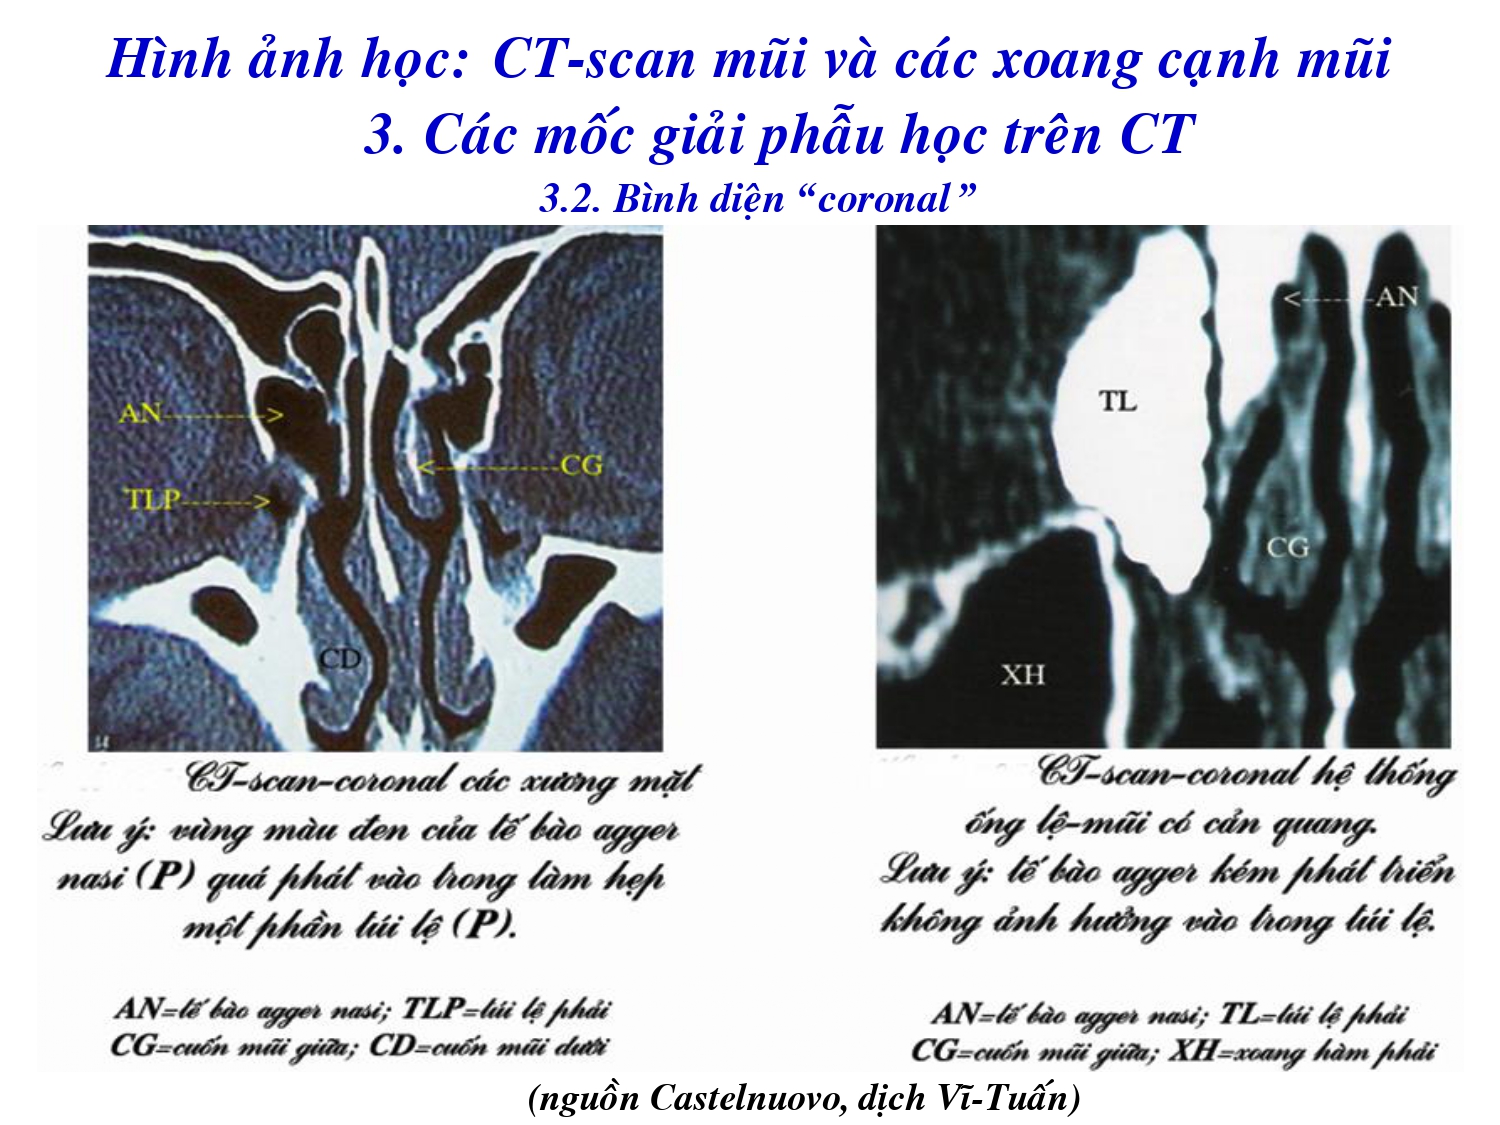 Hình ảnh học: CT-scan mũi và các xoang cạnh mũi
3. Các mốc giải phẫu học trên CT
3.2. Bình diện “coronal”
AN
TLP
CG
CD
AN
TL
CG
XH
CT-scan-coronal các xương mặt
Lưu ý: vùng màu đen của tế bào agger
nasi (P) quá phát vào trong làm hẹp
một phần túi lệ (P).
AN=tế bào agger nasi; TLP=túi lệ phải
CG=cuốn mũi giữa; CD=cuốn mũi dưới
CT-scan-coronal hệ thống
ống lệ-mũi có cản quang.
Lưu ý: tế bào agger kém phát triển
không ảnh hưởng vào trong túi lệ.
AN=tế bào agger nasi; TL=túi lệ phải
CG=cuốn mũi giữa; XH=xoang hàm phải
(nguồn Castelnuovo, dịch Vĩ-Tuấn)